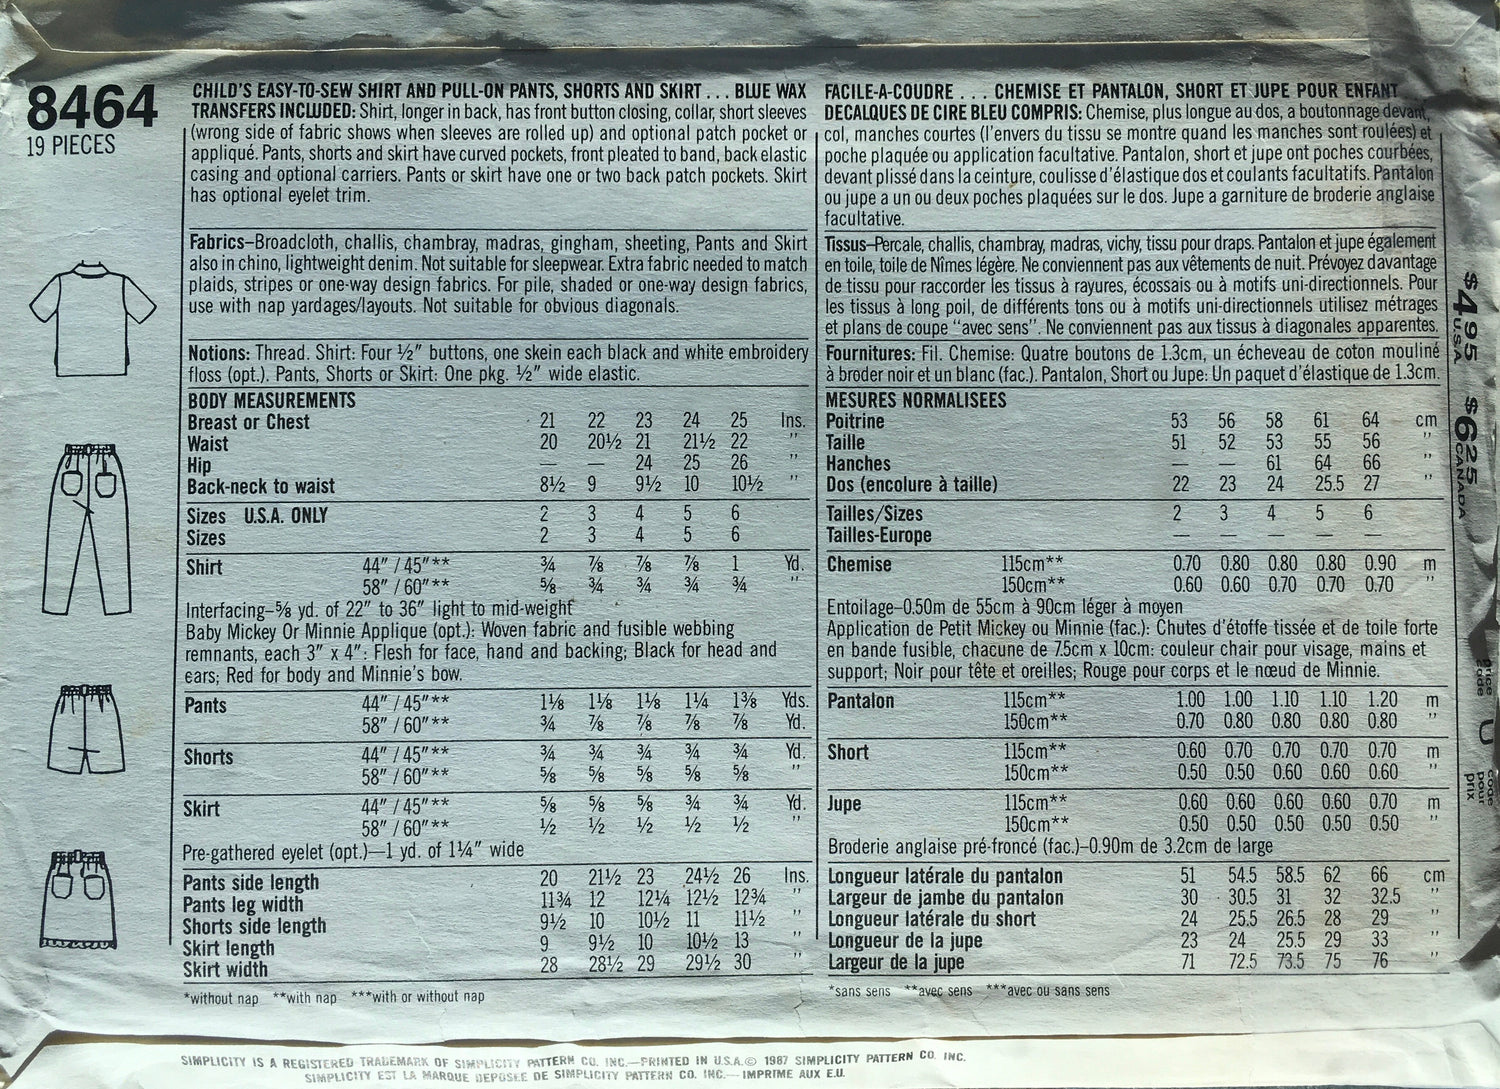 8464
19 PIECES
CHILD'S EASY-TO-SEW SHIRT AND PULL-ON PANTS, SHORTS AND SKIRT . . . BLUE WAX
TRANSFERS INCLUDED: Shirt, longer in back, has front button closing, collar, short sleeves
(wrong side of fabric shows when sleeves are rolled up) and optional patch pocket or
appliqué. Pants, shorts and skirt have curved pockets, front pleated to band, back elastic
casing and optional carriers. Pants or skirt have one or two back patch pockets. Skirt
has optional eyelet trim.
Fabrics–Broadcloth, challis, chambray, madras, gingham, sheeting, Pants and Skirt
also in chino, lightweight denim. Not suitable for sleepwear. Extra fabric needed to match
plaids, stripes or one-way design fabrics. For pile, shaded or one-way design fabrics,
use with nap yardages/layouts. Not suitable for obvious diagonals.
Notions: Thread. Shirt: Four ½" buttons, one skein each black and white embroidery
floss (opt.). Pants, Shorts or Skirt: One pkg. ½" wide elastic.
BODY MEASUREMENTS
Breast or Chest 21 22 23 24 25 Ins.
Waist 20 20½ 21 21½ 22 "
Hip — — 24 25 26 "
Back-neck to waist 8½ 9 9½ 10 10½ "
Sizes U.S.A. ONLY 2 3 4 5 6
Sizes 2 3 4 5 6
Shirt 44" / 45"** ¾ ⅞ ⅞ ⅞ 1 Yd.
58" / 60"** ⅝ ¾ ¾ ¾ ¾ "
Interfacing–⅝ yd. of 22" to 36" light to mid-weight
Baby Mickey Or Minnie Applique (opt.): Woven fabric and fusible webbing
remnants, each 3" x 4": Flesh for face, hand and backing; Black for head and
ears; Red for body and Minnie's bow.
Pants 44" / 45"** 1⅛ 1⅛ 1⅛ 1¼ 1⅜ Yds.
58" / 60"** ¾ ⅞ ⅞ ⅞ ⅞ Yd.
Shorts 44" / 45"** ¾ ¾ ¾ ¾ ¾ Yd.
58" / 60"** ⅝ ⅝ ⅝ ⅝ ⅝ "
Skirt 44" / 45"** ⅝ ⅝ ⅝ ¾ ¾ Yd.
58" / 60"** ½ ½ ½ ½ ½ "
Pre-gathered eyelet (opt.)—1 yd. of 1¼" wide
Pants side length 20 21½ 23 24½ 26 Ins.
Pants leg width 11¾ 12 12¼ 12½ 12¾ "
Shorts side length 9½ 10 10½ 11 11½ "
Skirt length 9 9½ 10 10½ 13 "
Skirt width 28 28½ 29 29½ 30 "
*without nap **with nap ***with or without nap
FACILE-A-COUDRE . . . CHEMISE ET PANTALON, SHORT ET JUPE POUR ENFANT
DECALQUES DE CIRE BLEU COMPRIS: Chemise, plus longue au dos, a boutonnage devant,
col, manches courtes (l'envers du tissu se montre quand les manches sont roulées) et
poche plaquée ou application facultative. Pantalon, short et jupe ont poches courbées,
devant plissé dans la ceinture, coulisse d'élastique dos et coulants facultatifs. Pantalon
ou jupe a un ou deux poches plaquées sur le dos. Jupe a garniture de broderie anglaise
facultative.
Tissus–Percale, challis, chambray, madras, vichy, tissu pour draps. Pantalon et jupe également
en toile, toile de Nîmes légère. Ne conviennent pas aux vêtements de nuit. Prévoyez davantage
de tissu pour raccorder les tissus à rayures, écossais ou à motifs uni-directionnels. Pour
les tissus à long poil, de différents tons ou à motifs uni-directionnels utilisez métrages
et plans de coupe "avec sens". Ne conviennent pas aux tissus à diagonales apparentes.
Fournitures: Fil. Chemise: Quatre boutons de 1.3cm, un écheveau de coton mouliné
à broder noir et un blanc (fac.). Pantalon, Short ou Jupe: Un paquet d'élastique de 1.3cm.
MESURES NORMALISEES
Poitrine 53 56 58 61 64 cm
Taille 51 52 53 55 56 "
Hanches — — 61 64 66 "
Dos (encolure à taille) 22 23 24 25.5 27 "
Tailles/Sizes 2 3 4 5 6
Tailles-Europe — — — — —
Chemise 115cm** 0.70 0.80 0.80 0.80 0.90 m
150cm** 0.60 0.60 0.70 0.70 0.70 "
Entoilage–0.50m de 55cm à 90cm léger à moyen
Application de Petit Mickey ou Minnie (fac.): Chutes d'étoffe tissée et de toile forte
en bande fusible, chacune de 7.5cm x 10cm: couleur chair pour visage, mains et
support; Noir pour tête et oreilles; Rouge pour corps et le nœud de Minnie.
Pantalon 115cm** 1.00 1.00 1.10 1.10 1.20 m
150cm** 0.70 0.80 0.80 0.80 0.80 "
Short 115cm** 0.60 0.70 0.70 0.70 0.70 m
150cm** 0.50 0.50 0.60 0.60 0.60 "
Jupe 115cm** 0.60 0.60 0.60 0.60 0.70 m
150cm** 0.50 0.50 0.50 0.50 0.50 "
Broderie anglaise pré-froncé (fac.)–0.90m de 3.2cm de large
Longueur latérale du pantalon 51 54.5 58.5 62 66 cm
Largeur de jambe du pantalon 30 30.5 31 32 32.5 "
Longueur latérale du short 24 25.5 26.5 28 29 "
Longueur de la jupe 23 24 25.5 29 33 "
Largeur de la jupe 71 72.5 73.5 75 76 "
*sans sens **avec sens ***avec ou sans sens
$4.95 U.S.A.
$6.25 CANADA
price code
U
code pour prix
SIMPLICITY IS A REGISTERED TRADEMARK OF SIMPLICITY PATTERN CO. INC.—PRINTED IN U.S.A.© 1987 SIMPLICITY PATTERN CO. INC.
SIMPLICITY EST LA MARQUE DEPOSEE DE SIMPLICITY PATTERN CO. INC.— IMPRIME AUX E.U.